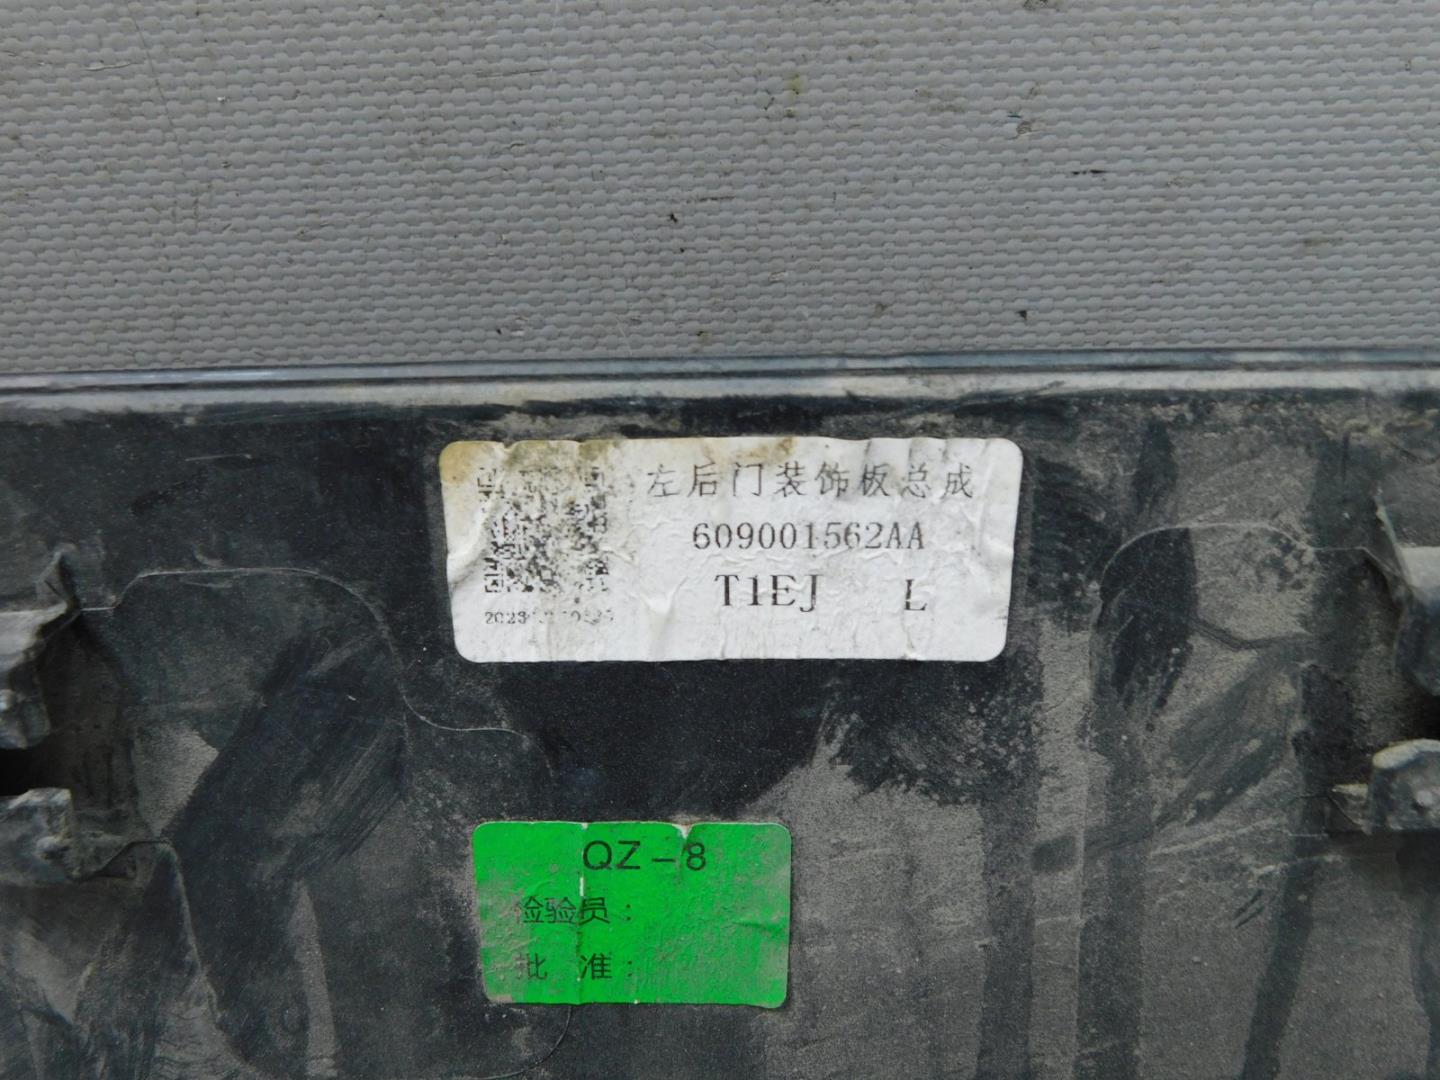 左后门装饰板总成
609001562AA
T1EJ L
QZ-8
检验员:
批 准: